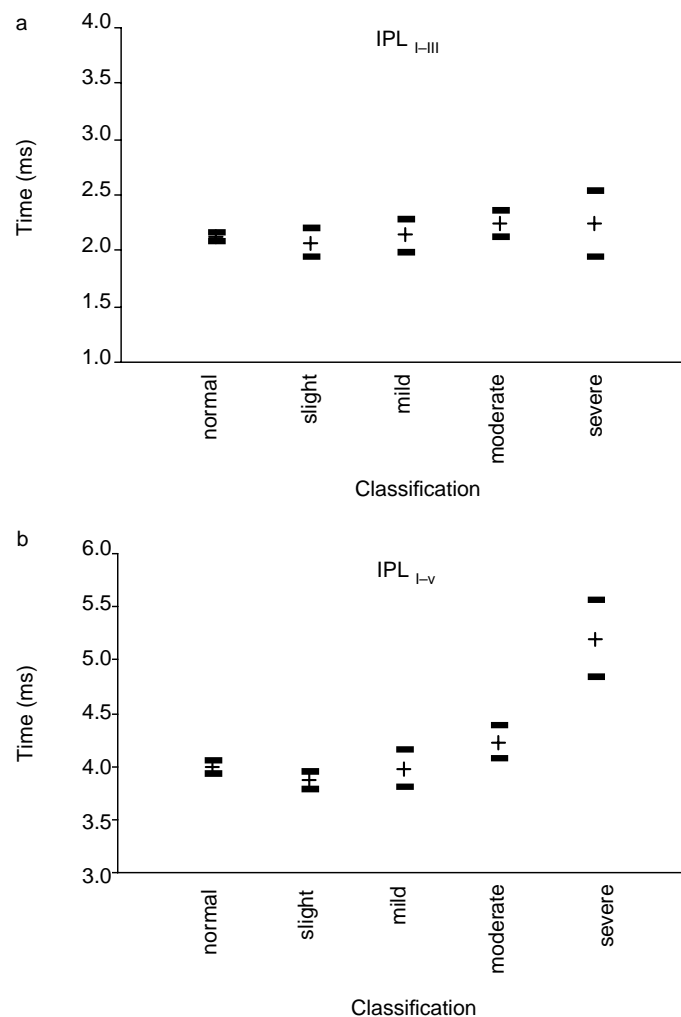 a
IPL I–III
Time (ms)
4.0
3.5
3.0
2.5
2.0
1.5
1.0
normal
slight
mild
moderate
severe
Classification
b
IPL I–v
Time (ms)
6.0
5.5
5.0
4.5
4.0
3.5
3.0
normal
slight
mild
moderate
severe
Classification